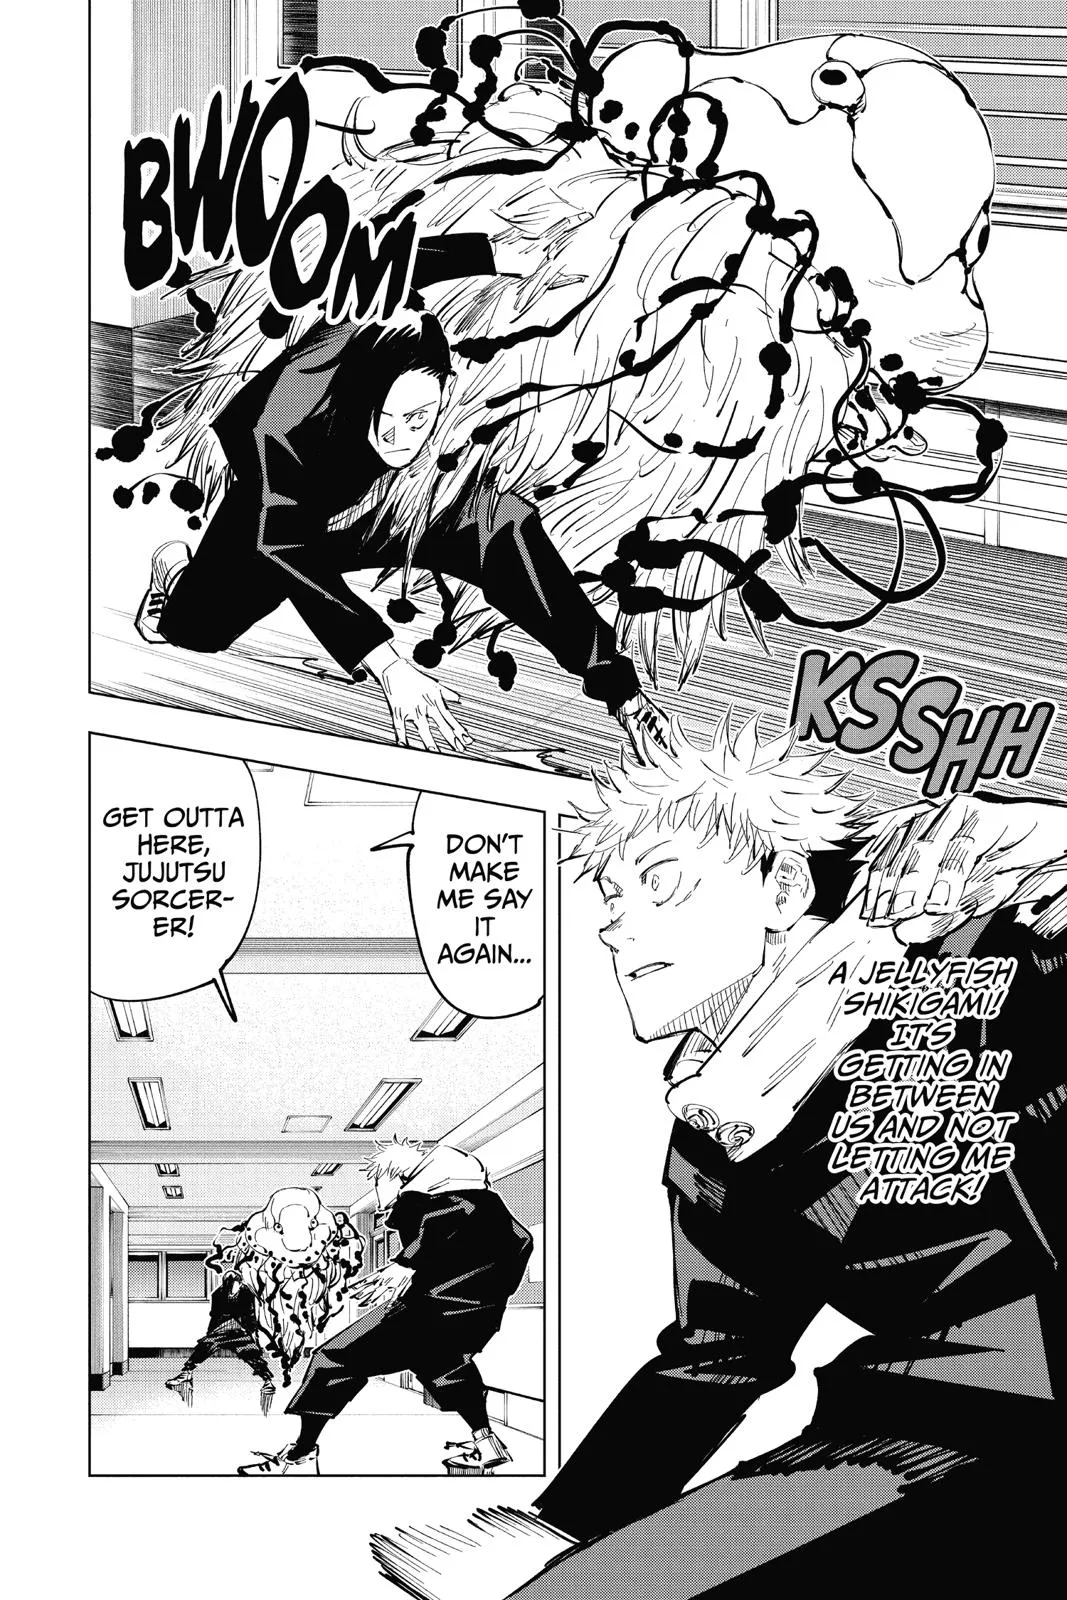 BWOOM
KSSHH
A JELLYFISH
SHIKIGAMI!
IT'S
GETTING IN
BETWEEN
US AND NOT
LETTING ME
ATTACK!
DON'T
MAKE
ME SAY
IT
AGAIN...
GET OUTTA
HERE,
JUJUTSU
SORCER-
ER!